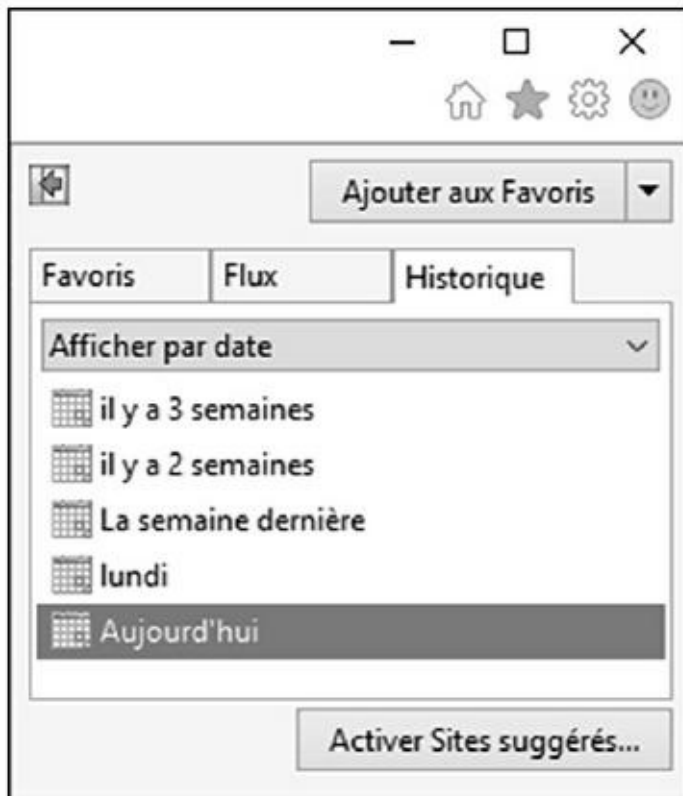 Ajouter aux Favoris
Favoris Flux Historique
Afficher par date
il y a 3 semaines
il y a 2 semaines
La semaine dernière
lundi
Aujourd'hui
Activer Sites suggérés...